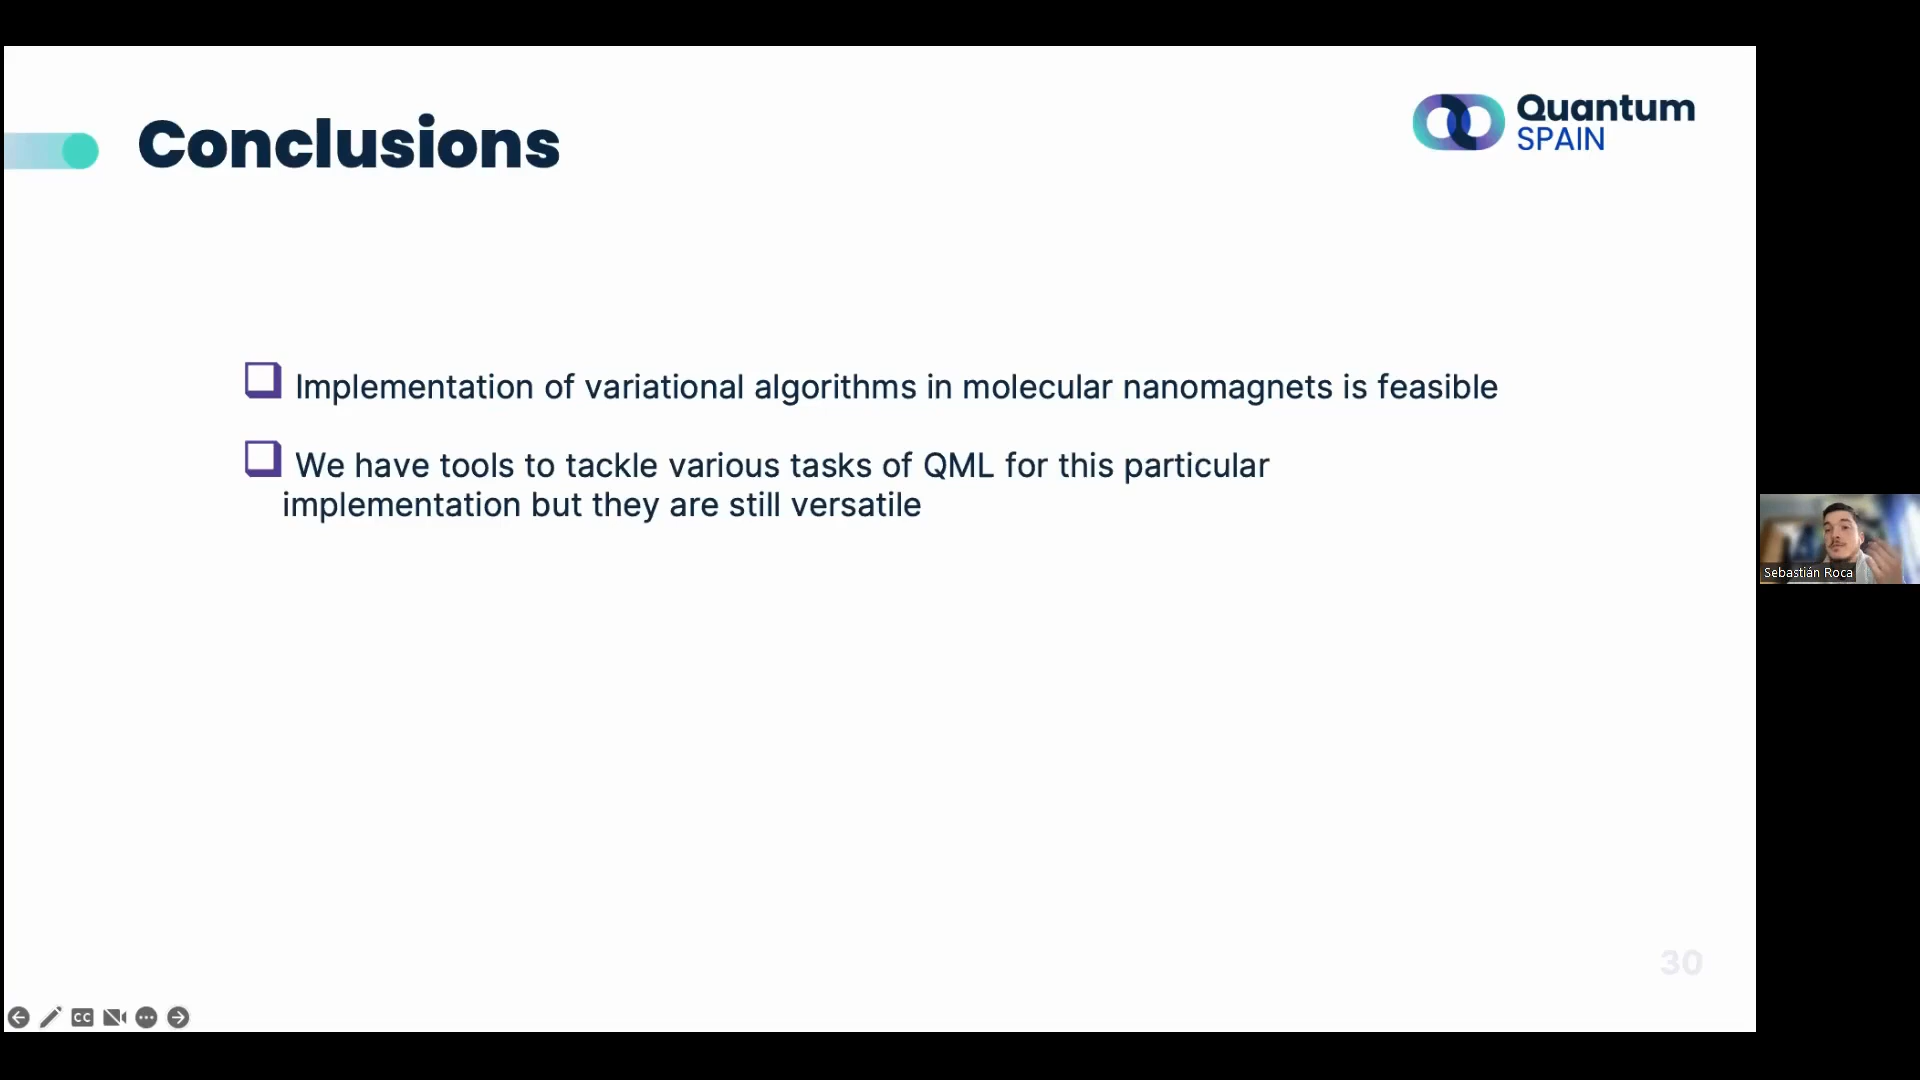 Conclusions
Quantum
SPAIN
Implementation of variational algorithms in molecular nanomagnets is feasible
We have tools to tackle various tasks of QML for this particular
implementation but they are still versatile
Sebastián Roca
30
CC